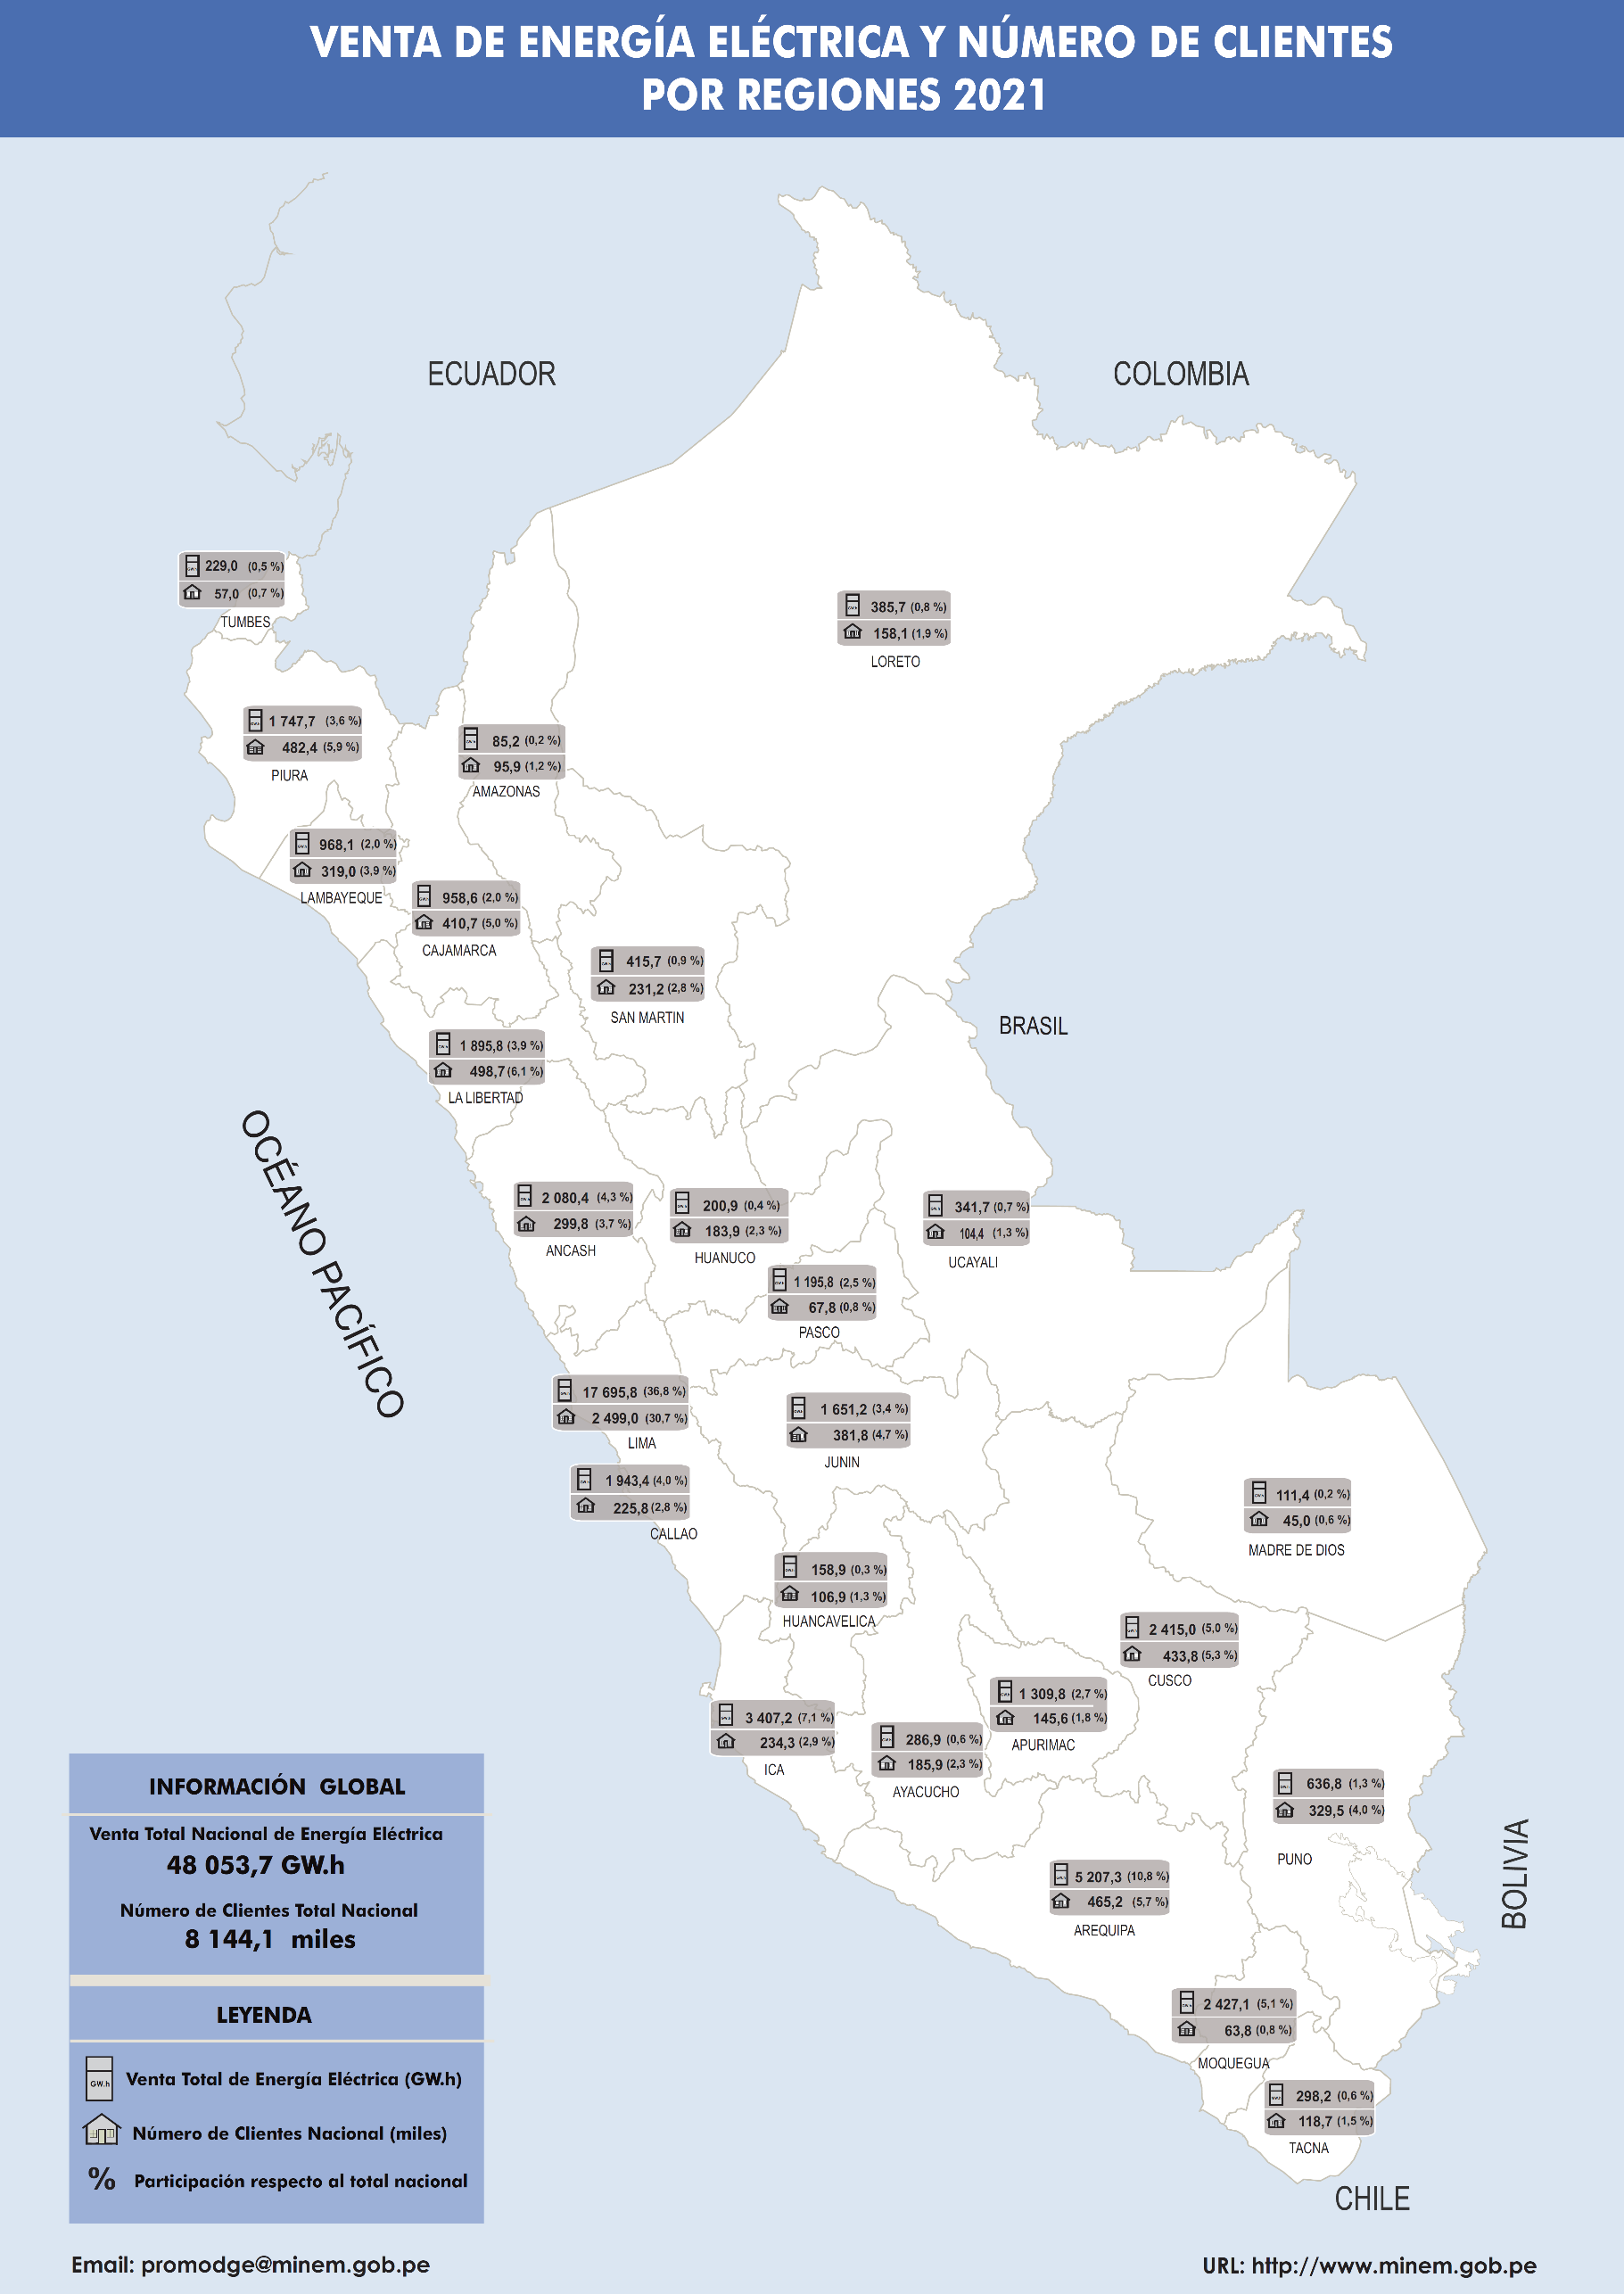 VENTA DE ENERGÍA ELÉCTRICA Y NÚMERO DE CLIENTES
POR REGIONES 2021
ECUADOR
COLOMBIA
229,0 (0,5 %)
57,0 (0,7 %)
TUMBES
385,7 (0,8 %)
158,1 (1,9 %)
LORETO
1 747,7 (3,6 %)
482,4 (5,9 %)
PIURA
85,2 (0,2 %)
95,9 (1,2 %)
AMAZONAS
968,1 (2,0 %)
319,0 (3,9 %)
LAMBAYEQUE
958,6 (2,0 %)
410,7 (5,0 %)
CAJAMARCA
415,7 (0,9 %)
231,2 (2,8 %)
SAN MARTIN
BRASIL
1 895,8 (3,9 %)
498,7 (6,1 %)
LA LIBERTAD
OCÉANO PACÍFICO
2 080,4 (4,3 %)
299,8 (3,7 %)
ANCASH
200,9 (0,4 %)
183,9 (2,3 %)
HUANUCO
341,7 (0,7 %)
104,4 (1,3 %)
UCAYALI
1 195,8 (2,5 %)
67,8 (0,8 %)
PASCO
17 695,8 (36,8 %)
2 499,0 (30,7 %)
LIMA
1 651,2 (3,4 %)
381,8 (4,7 %)
JUNIN
1 943,4 (4,0 %)
225,8 (2,8 %)
CALLAO
111,4 (0,2 %)
45,0 (0,6 %)
MADRE DE DIOS
158,9 (0,3 %)
106,9 (1,3 %)
HUANCAVELICA
2 415,0 (5,0 %)
433,8 (5,3 %)
CUSCO
1 309,8 (2,7 %)
145,6 (1,8 %)
APURIMAC
3 407,2 (7,1 %)
234,3 (2,9 %)
ICA
286,9 (0,6 %)
185,9 (2,3 %)
AYACUCHO
636,8 (1,3 %)
329,5 (4,0 %)
PUNO
BOLIVIA
5 207,3 (10,8 %)
465,2 (5,7 %)
AREQUIPA
2 427,1 (5,1 %)
63,8 (0,8 %)
MOQUEGUA
298,2 (0,6 %)
118,7 (1,5 %)
TACNA
CHILE
INFORMACIÓN GLOBAL
Venta Total Nacional de Energía Eléctrica
48 053,7 GW.h
Número de Clientes Total Nacional
8 144,1 miles
LEYENDA
GW.h Venta Total de Energía Eléctrica (GW.h)
Número de Clientes Nacional (miles)
% Participación respecto al total nacional
Email: promodge@minem.gob.pe
URL: http://www.minem.gob.pe